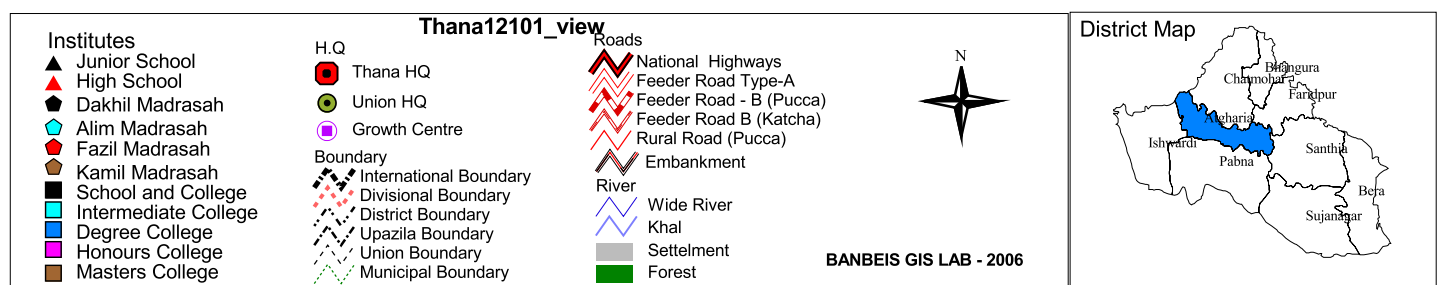 Thana12101_view
Institutes
Junior School
High School
Dakhil Madrasah
Alim Madrasah
Fazil Madrasah
Kamil Madrasah
School and College
Intermediate College
Degree College
Honours College
Masters College
H.Q
Thana HQ
Union HQ
Growth Centre
Boundary
International Boundary
Divisional Boundary
District Boundary
Upazila Boundary
Union Boundary
Municipal Boundary
Roads
National Highways
Feeder Road Type-A
Feeder Road - B (Pucca)
Feeder Road B (Katcha)
Rural Road (Pucca)
Embankment
River
Wide River
Khal
Settelment
Forest
N
BANBEIS GIS LAB - 2006
District Map
Bhangura
Chatmohar
Faridpur
Atgharia
Ishwardi
Santhia
Pabna
Bera
Sujanagar